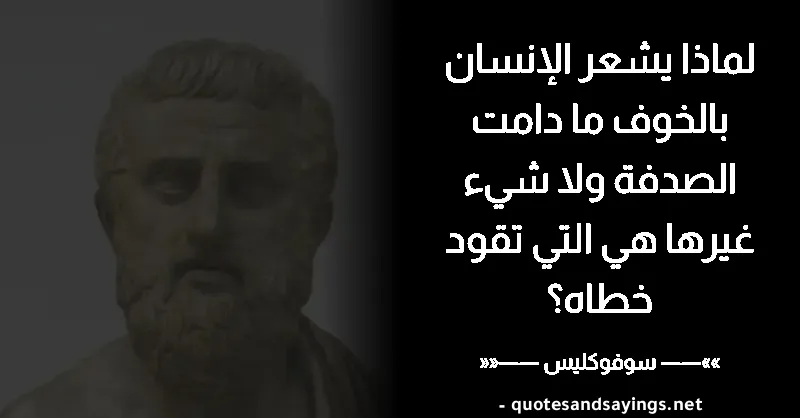 لماذا يشعر الإنسان
بالخوف ما دامت
الصدفة ولا شيء
غيرها هي التي تقود
خطاه؟
»»—— سوفوكليس ——««
- quotesandsayings.net